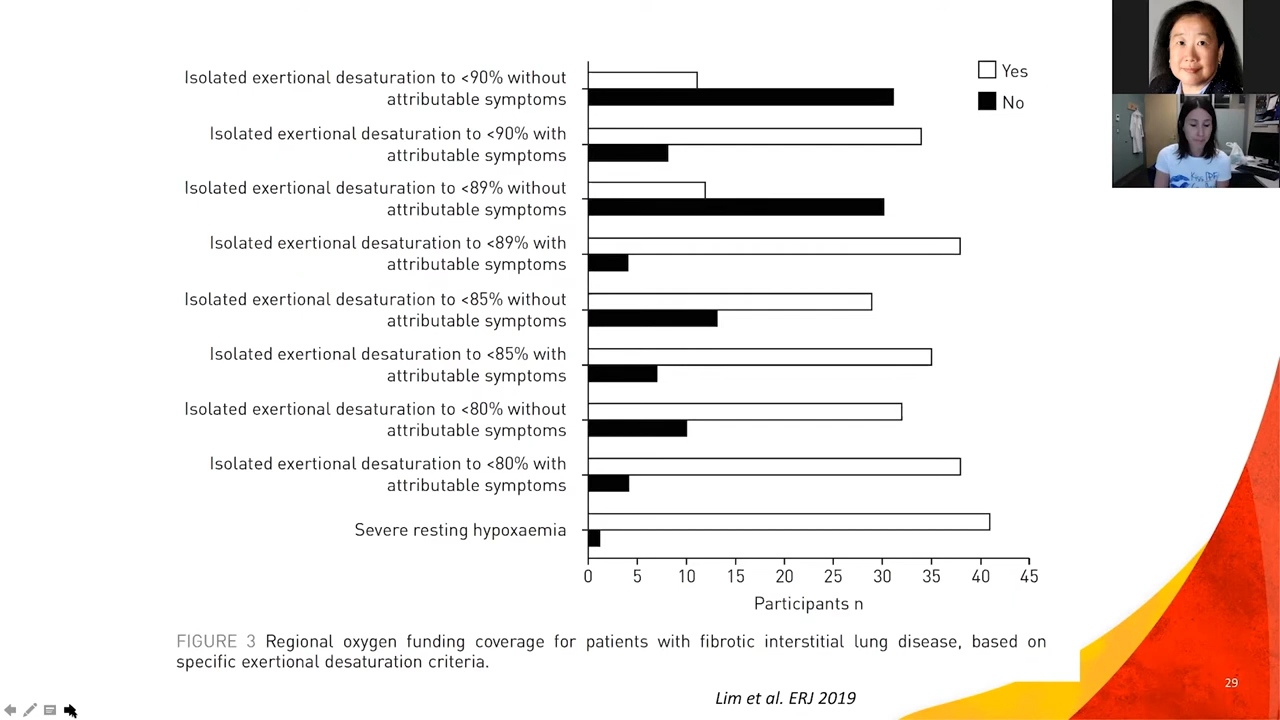 Isolated exertional desaturation to <90% without
attributable symptoms
Isolated exertional desaturation to <90% with
attributable symptoms
Isolated exertional desaturation to <89% without
attributable symptoms
Isolated exertional desaturation to <89% with
attributable symptoms
Isolated exertional desaturation to <85% without
attributable symptoms
Isolated exertional desaturation to <85% with
attributable symptoms
Isolated exertional desaturation to <80% without
attributable symptoms
Isolated exertional desaturation to <80% with
attributable symptoms
Severe resting hypoxaemia
Yes
No
0 5 10 15 20 25 30 35 40 45
Participants n
FIGURE 3 Regional oxygen funding coverage for patients with fibrotic interstitial lung disease, based on
specific exertional desaturation criteria.
Lim et al. ERJ 2019
29